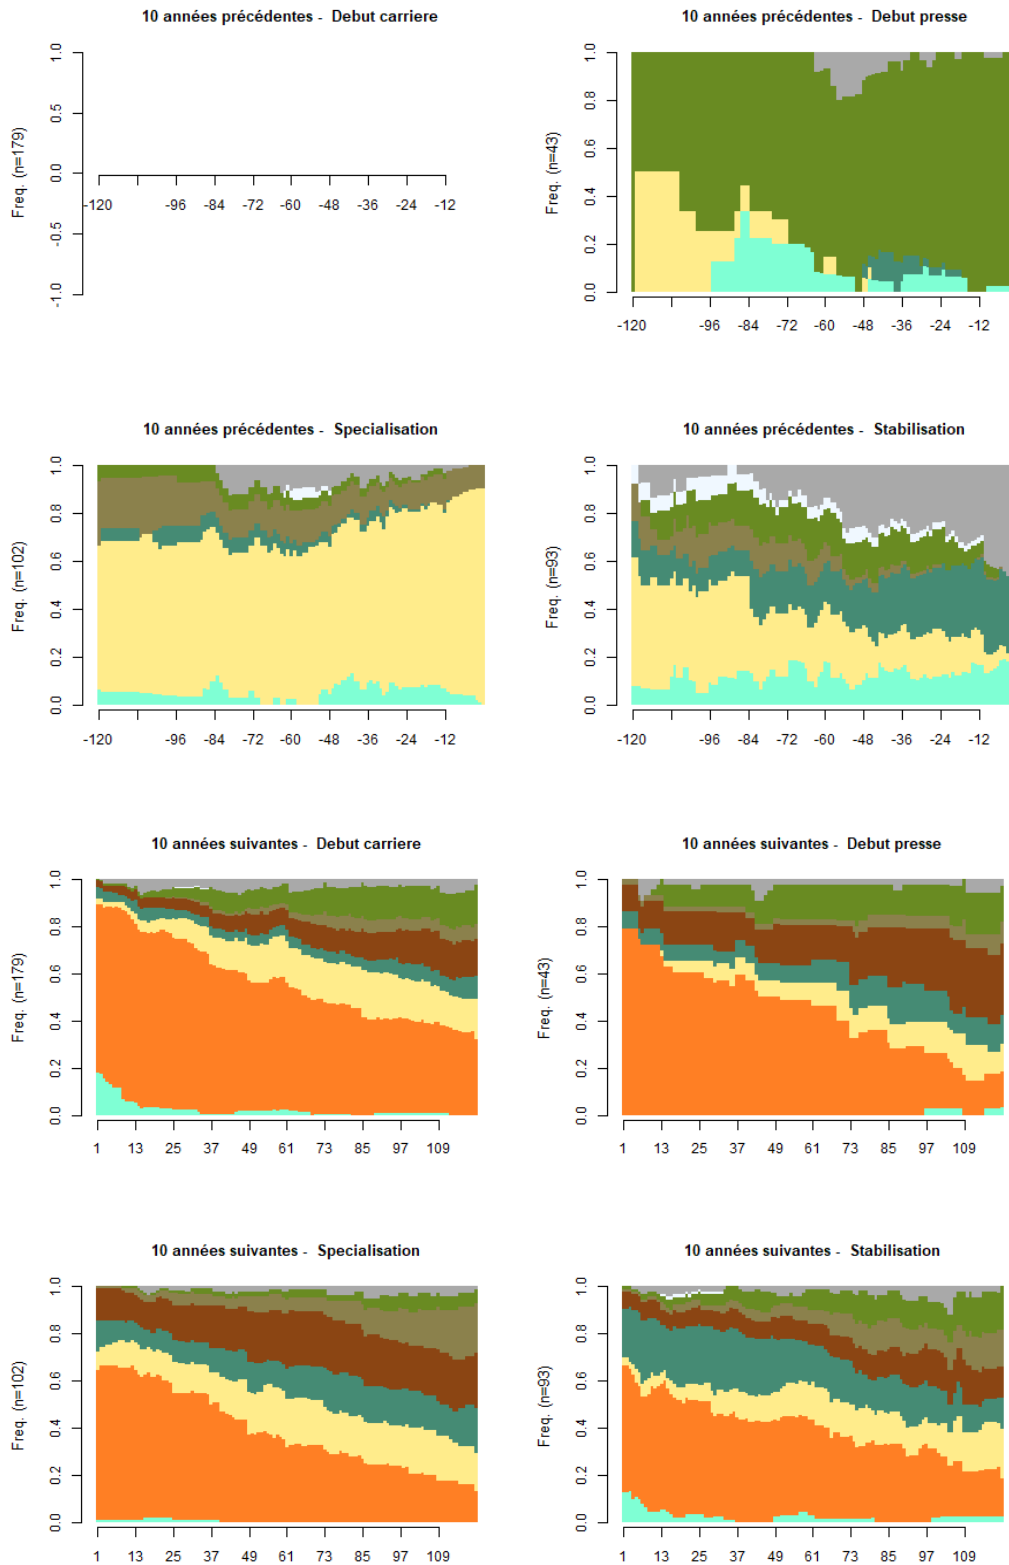 10 années précédentes -  Debut carriere
Freq. (n=179)
1.0
0.5
0.0
-0.5
-1.0
-120 -96 -84 -72 -60 -48 -36 -24 -12
10 années précédentes -  Debut presse
Freq. (n=43)
1.0
0.8
0.6
0.4
0.2
0.0
-120 -96 -84 -72 -60 -48 -36 -24 -12
10 années précédentes -  Specialisation
Freq. (n=102)
1.0
0.8
0.6
0.4
0.2
0.0
-120 -96 -84 -72 -60 -48 -36 -24 -12
10 années précédentes -  Stabilisation
Freq. (n=93)
1.0
0.8
0.6
0.4
0.2
0.0
-120 -96 -84 -72 -60 -48 -36 -24 -12
10 années suivantes -  Debut carriere
Freq. (n=179)
1.0
0.8
0.6
0.4
0.2
0.0
1 13 25 37 49 61 73 85 97 109
10 années suivantes -  Debut presse
Freq. (n=43)
1.0
0.8
0.6
0.4
0.2
0.0
1 13 25 37 49 61 73 85 97 109
10 années suivantes -  Specialisation
Freq. (n=102)
1.0
0.8
0.6
0.4
0.2
0.0
1 13 25 37 49 61 73 85 97 109
10 années suivantes -  Stabilisation
Freq. (n=93)
1.0
0.8
0.6
0.4
0.2
0.0
1 13 25 37 49 61 73 85 97 109